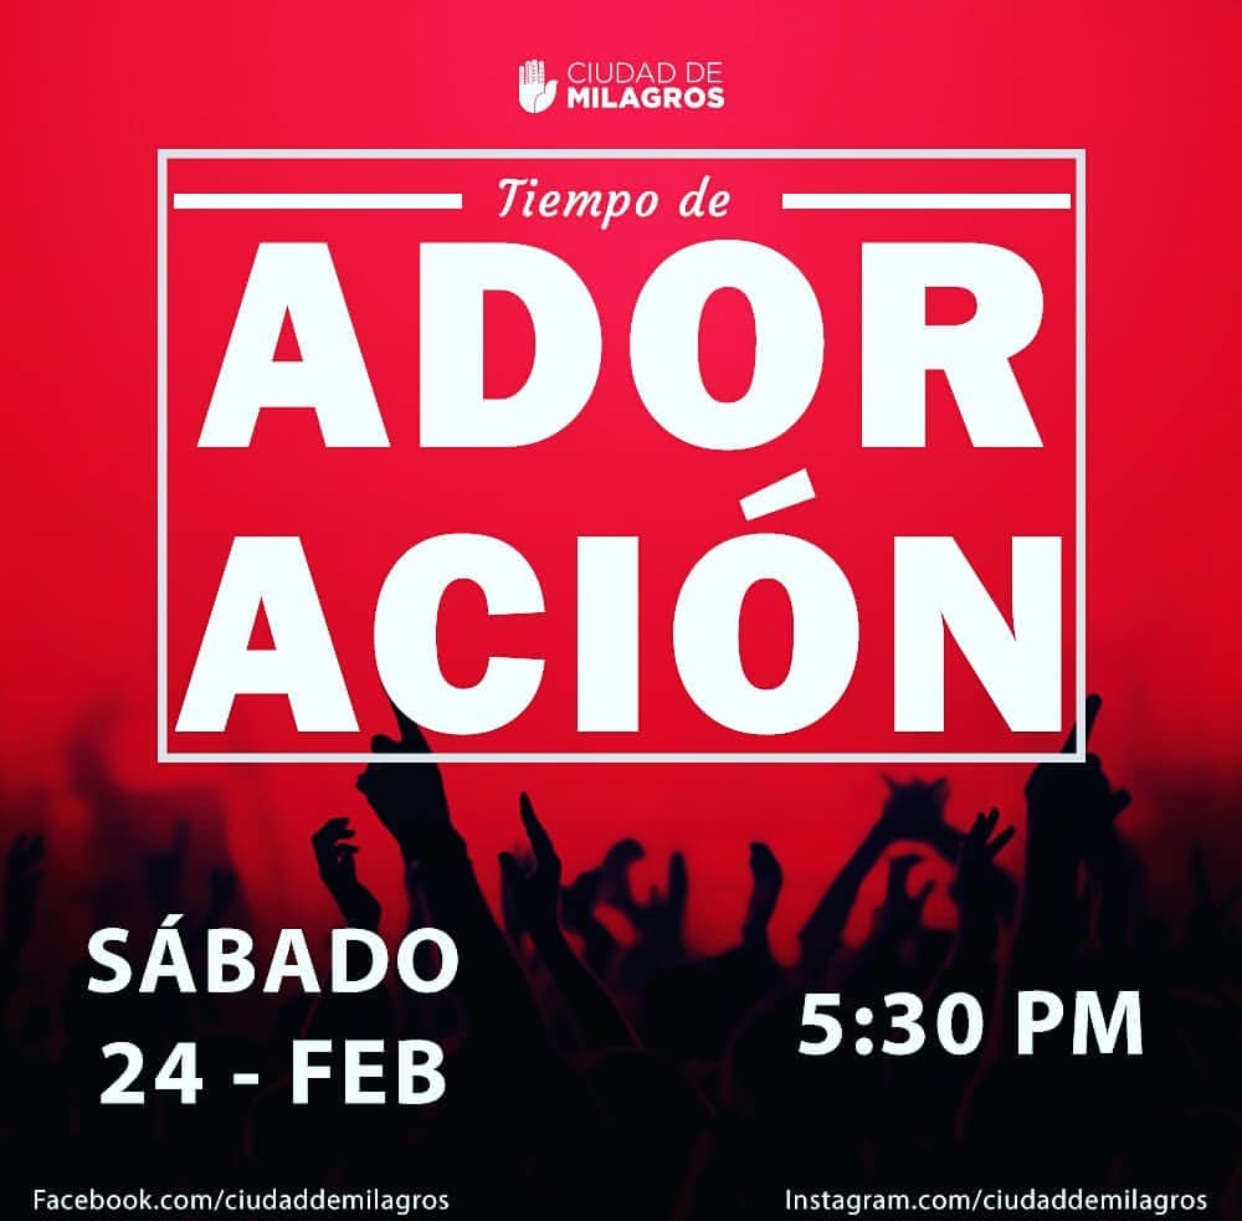 CIUDAD DE
MILAGROS
Tiempo de
ADOR
ACIÓN
SÁBADO
24 - FEB
5:30 PM
Facebook.com/ciudaddemilagros
Instagram.com/ciudaddemilagros